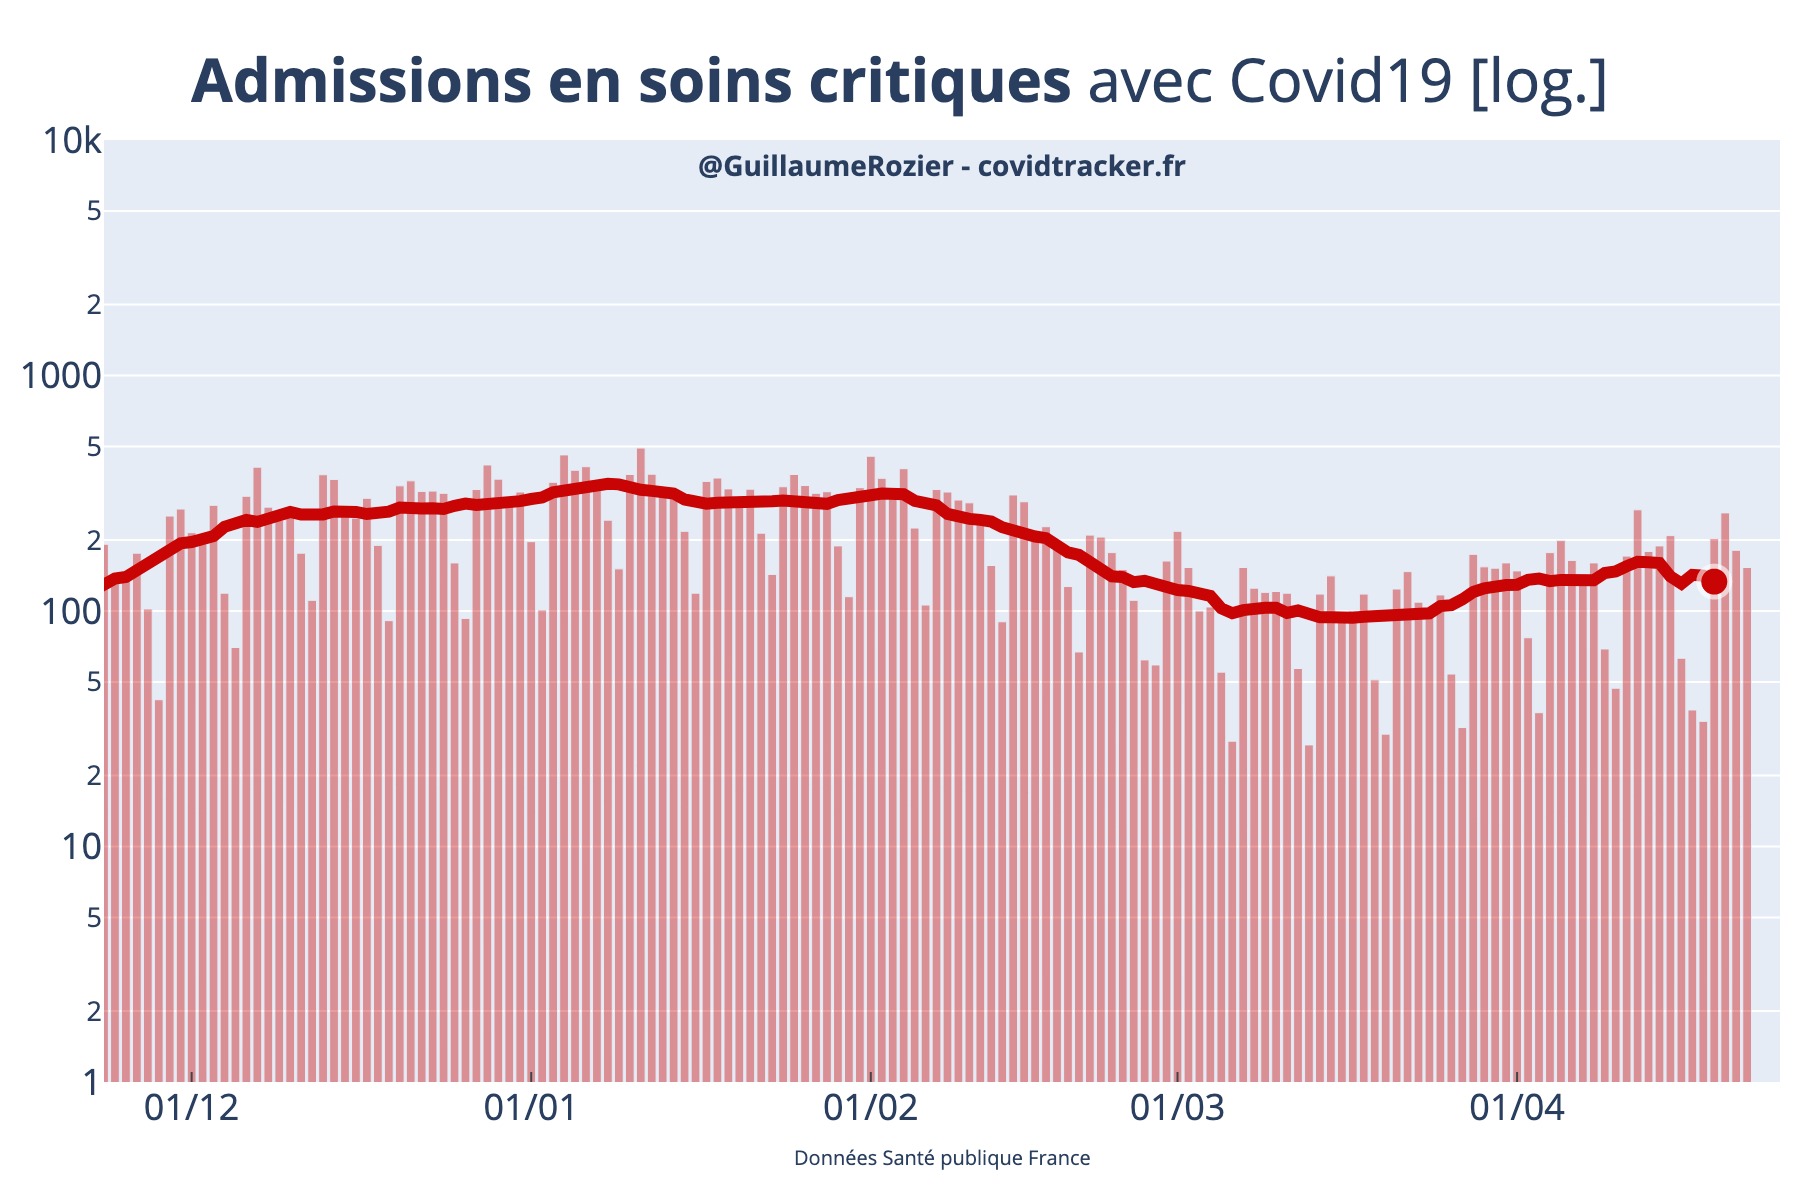 Admissions en soins critiques avec Covid19 [log.]
@GuillaumeRozier - covidtracker.fr
10k
5
2
1000
5
2
100
5
2
10
5
2
1
01/12 01/01 01/02 01/03 01/04
Données Santé publique France